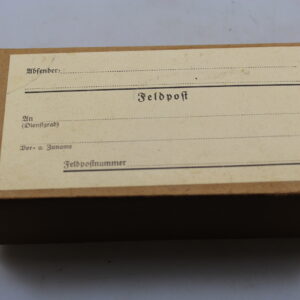 Absender:
Feldpost
An
(Dienstgrad)
Vor- u. Zuname
Feldpostnummer